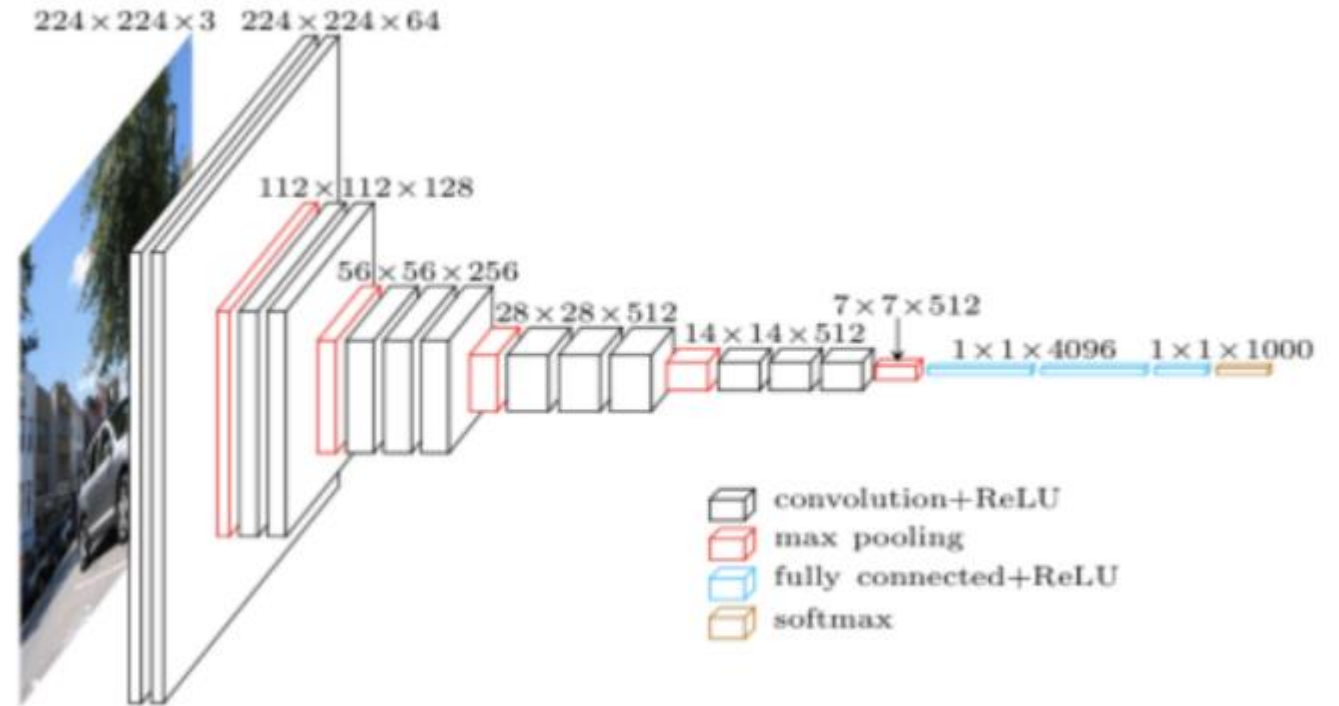 224×224×3
224×224×64
112×112×128
56×56×256
28×28×512
14×14×512
7×7×512
1×1×4096
1×1×1000
convolution+ReLU
max pooling
fully connected+ReLU
softmax